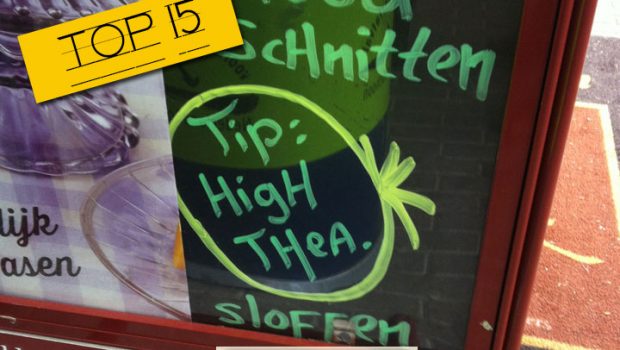 TOP 15
Schnitten
Tip:
HigH
THeA.
sloffen
lijk
asen